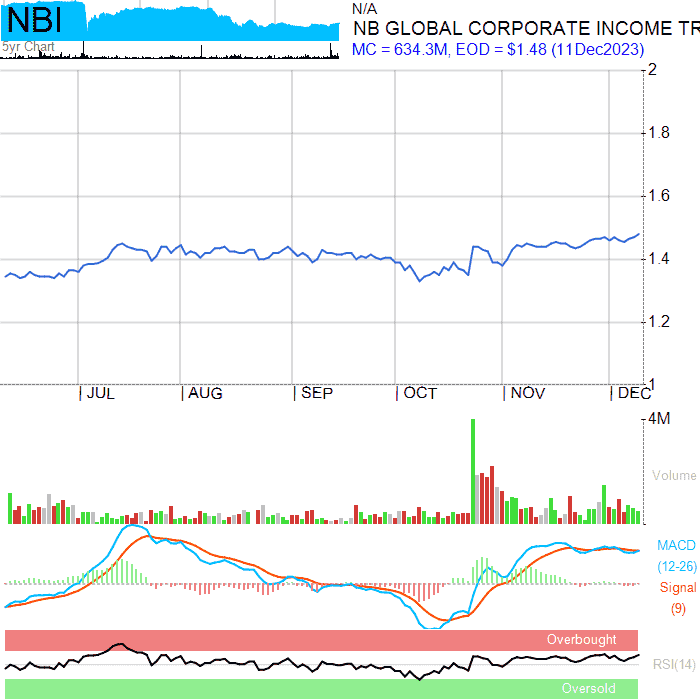 NBI
N/A
NB GLOBAL CORPORATE INCOME TR
5yr Chart
MC = 634.3M, EOD = $1.48 (11Dec2023)
2
1.8
1.6
1.4
1.2
1
| JUL | AUG | SEP | OCT | NOV | DEC
4M
Volume
MACD
(12-26)
Signal
(9)
Overbought
RSI(14)
Oversold